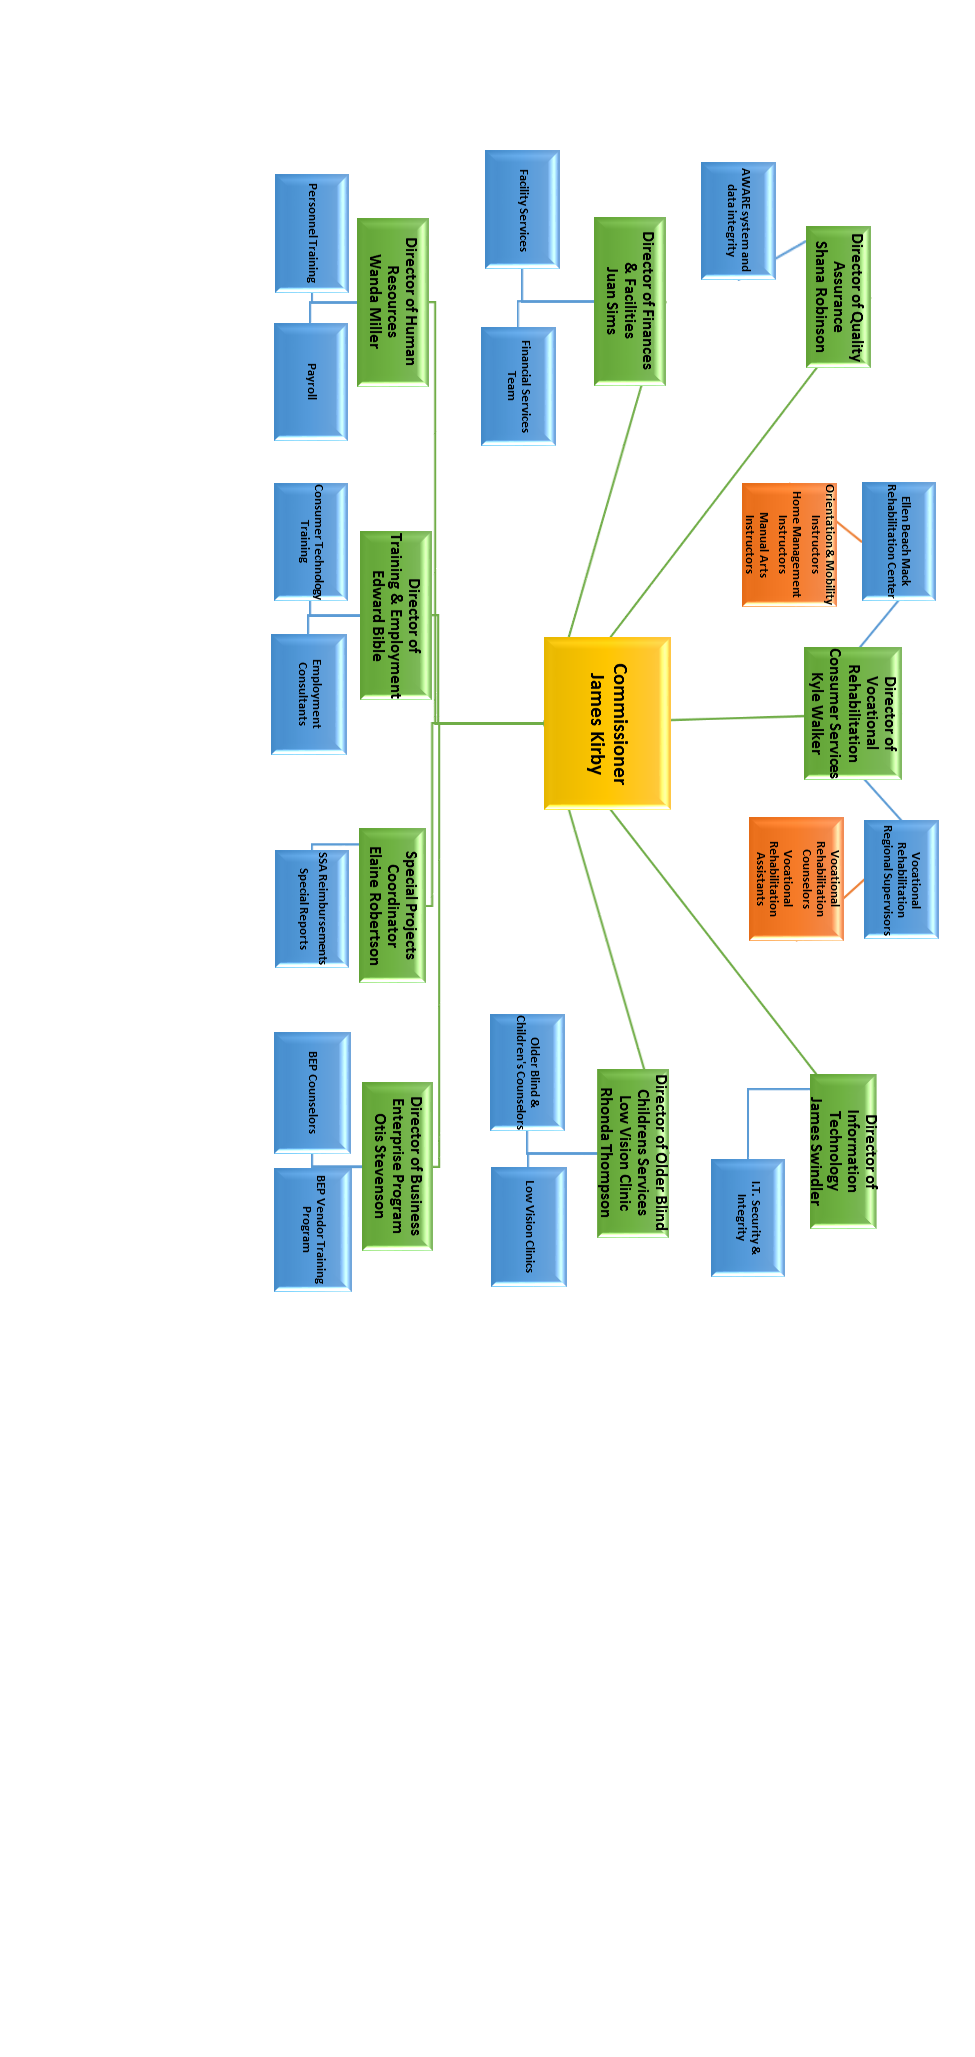 Director of Quality
Assurance
Shana Robinson
AWARE system and
data integrity
Ellen Beach Mack
Rehabilitation Center
Orientation & Mobility
Instructors
Home Management
Instructors
Manual Arts
Instructors
Director of
Vocational
Rehabilitation
Consumer Services
Kyle Walker
Vocational
Rehabilitation
Regional Supervisors
Vocational
Rehabilitation
Counselors
Vocational
Rehabilitation
Assistants
Director of
Information
Technology
James Swindler
I.T. Security &
Integrity
Director of Finances
& Facilities
Juan Sims
Facility Services
Financial Services
Team
Commissioner
James Kirby
Director of Older Blind
Childrens Services
Low Vision Clinic
Rhonda Thompson
Older Blind &
Children's Counselors
Low Vision Clinics
Director of Human
Resources
Wanda Miller
Personnel Training
Payroll
Director of
Training & Employment
Edward Bible
Consumer Technology
Training
Employment
Consultants
Special Projects
Coordinator
Elaine Robertson
SSA Reimbursements
Special Reports
Director of Business
Enterprise Program
Otis Stevenson
BEP Counselors
BEP Vendor Training
Program